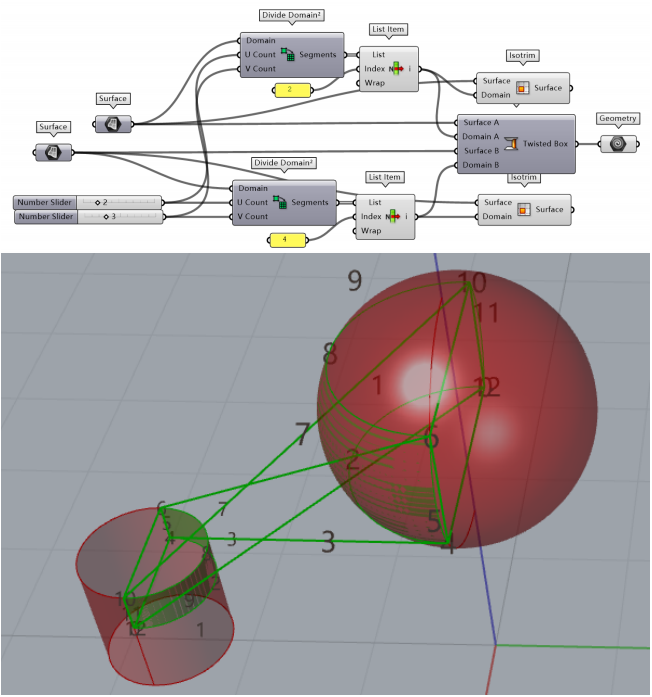 Divide Domain²
Domain
U Count
V Count
Segments
2
List Item
List
Index
Wrap
N
i
Isotrim
Surface
Domain
Surface
Surface
Surface
Surface A
Domain A
Surface B
Domain B
Twisted Box
Geometry
Number Slider
2
Number Slider
3
Divide Domain²
Domain
U Count
V Count
Segments
4
List Item
List
Index
Wrap
N
i
Isotrim
Surface
Domain
Surface
9
10
11
8
1
12
7
6
2
5
3
4
6
7
5
4
3
2
10
9
12
1